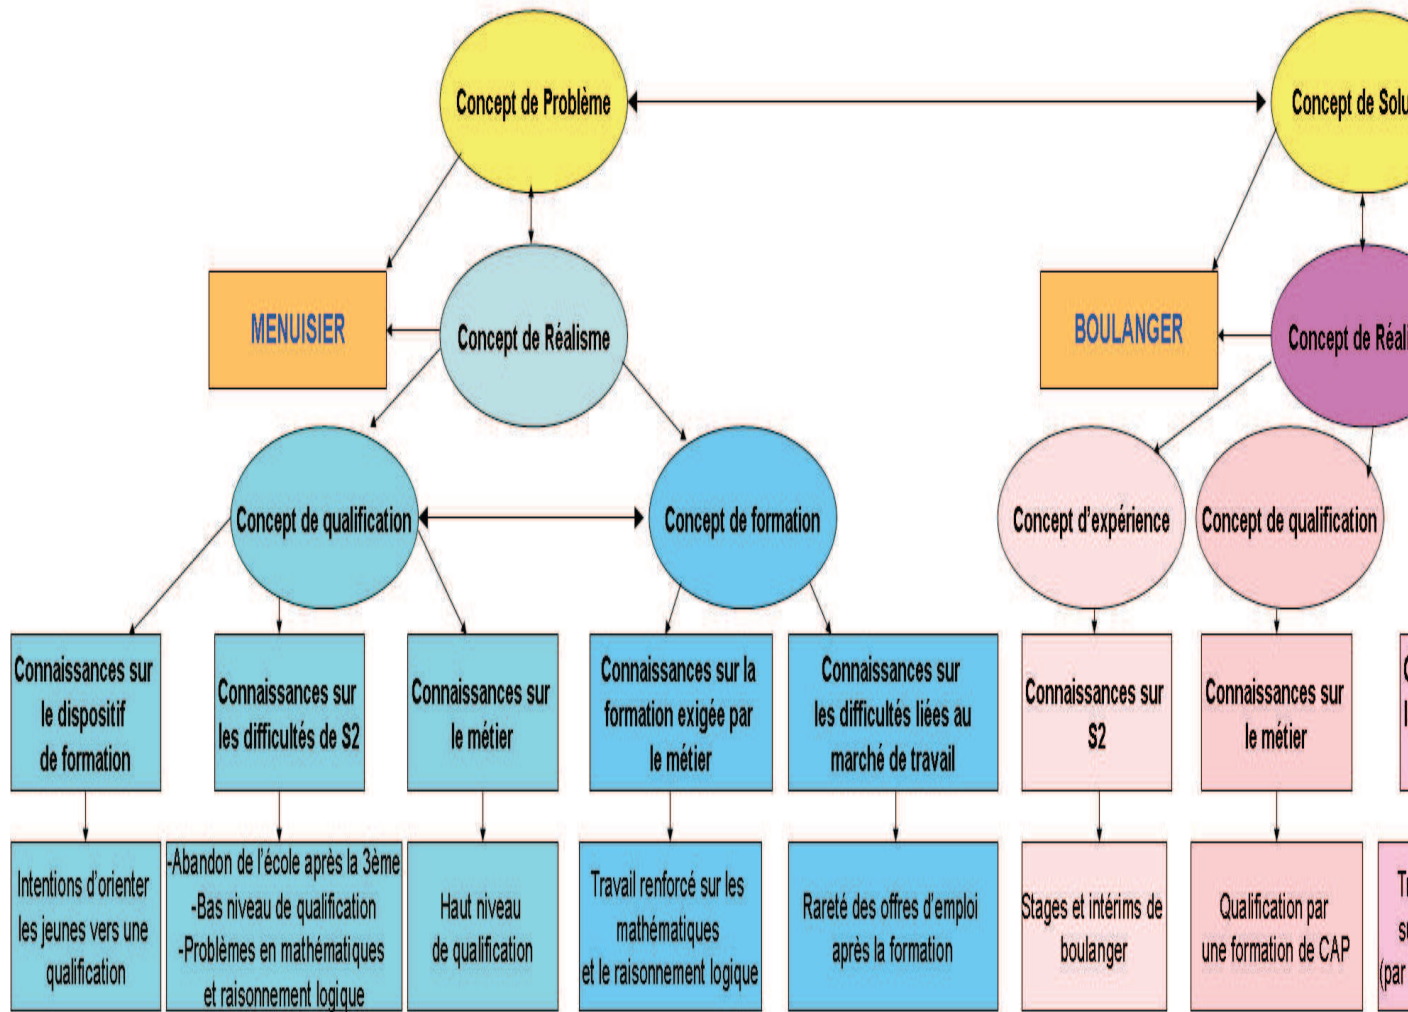 Concept de Problème
Concept de
MENUISIER
Concept de Réalisme
BOULANGER
Concept de
Concept de qualification
Concept de formation
Concept d'expérience
Concept de qualification
Connaissances sur
le dispositif
de formation
Connaissances sur
les difficultés de S2
Connaissances sur
le métier
Connaissances sur la
formation exigée par
le métier
Connaissances sur
les difficultés liées au
marché de travail
Connaissances sur
S2
Connaissances sur
le métier
Intentions d'orienter
les jeunes vers une
qualification
-Abandon de l'école après la 3ème
-Bas niveau de qualification
-Problèmes en mathématiques
et raisonnement logique
Haut niveau
de qualification
Travail renforcé sur les
mathématiques
et le raisonnement logique
Rareté des offres d'emploi
après la formation
Stages et intérims de
boulanger
Qualification par
une formation de CAP
(par